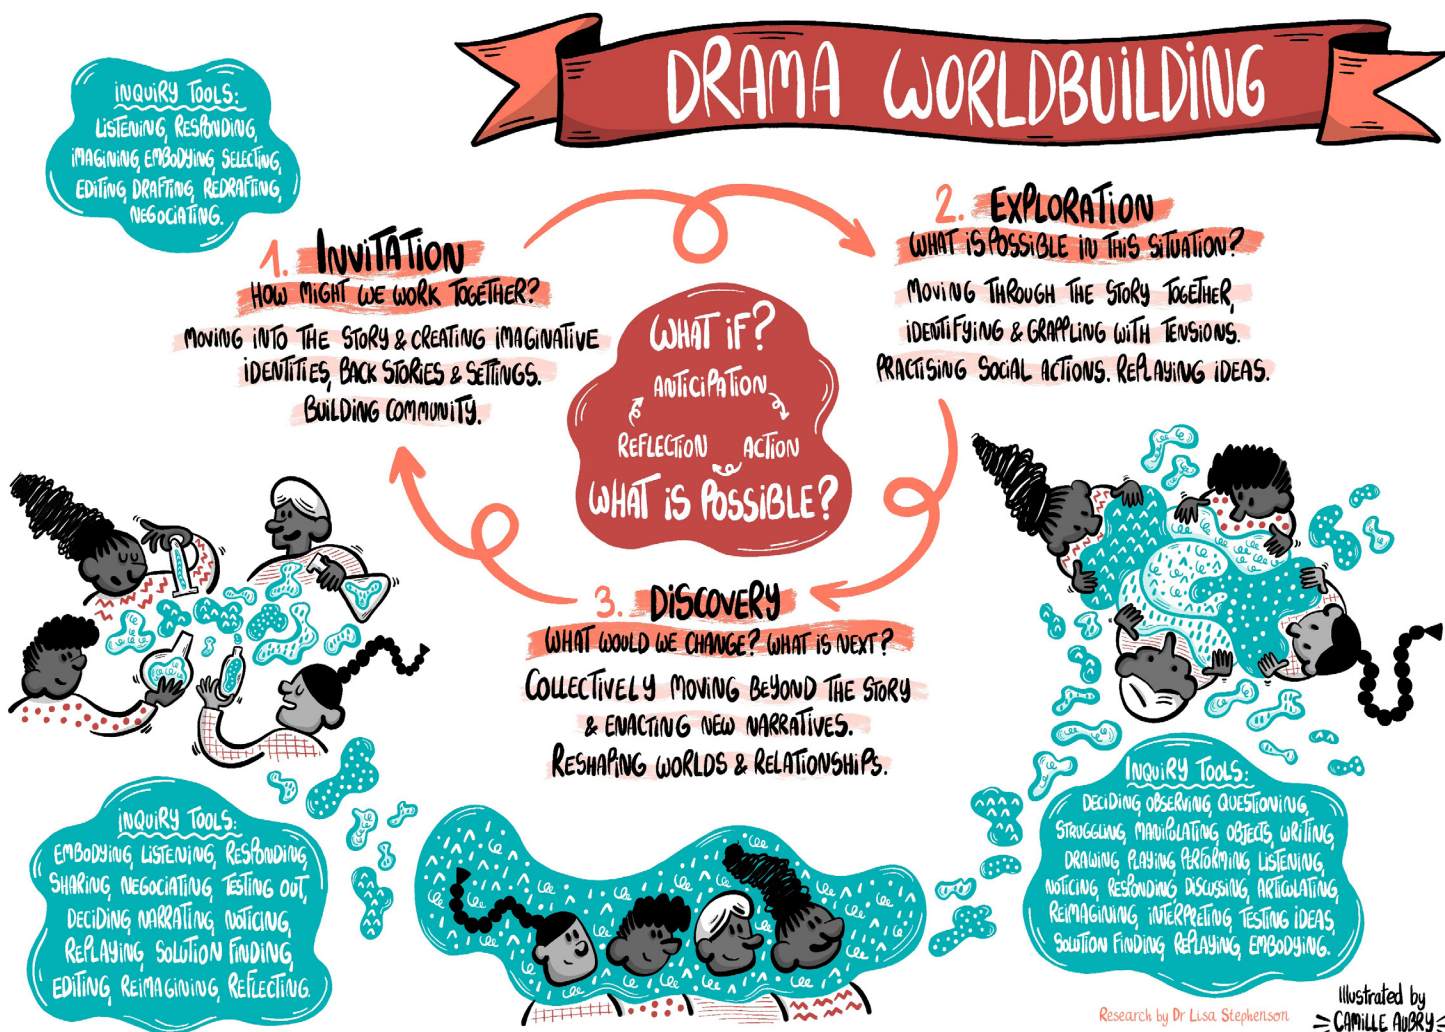 DRAMA WORLDBUILDING
INQUIRY TOOLS:
LISTENING, RESPONDING,
IMAGINING, EMBODYING, SELECTING,
EDITING, DRAFTING, REDRAFTING,
NEGOCIATING.
1. INVITATION
HOW MIGHT WE WORK TOGETHER?
MOVING INTO THE STORY & CREATING IMAGINATIVE
IDENTITIES, BACK STORIES & SETTINGS.
BUILDING COMMUNITY.
2. EXPLORATION
WHAT IS POSSIBLE IN THIS SITUATION?
MOVING THROUGH THE STORY TOGETHER,
IDENTIFYING & GRAPPLING WITH TENSIONS.
PRACTISING SOCIAL ACTIONS. REPLAYING IDEAS.
WHAT IF?
ANTICIPATION
REFLECTION ACTION
WHAT IS POSSIBLE?
3. DISCOVERY
WHAT WOULD WE CHANGE? WHAT IS NEXT?
COLLECTIVELY MOVING BEYOND THE STORY
& ENACTING NEW NARRATIVES.
RESHAPING WORLDS & RELATIONSHIPS.
INQUIRY TOOLS:
EMBODYING, LISTENING, RESPONDING,
SHARING, NEGOCIATING, TESTING OUT,
DECIDING, NARRATING, NOTICING,
REPLAYING, SOLUTION FINDING,
EDITING, REIMAGINING, REFLECTING.
INQUIRY TOOLS:
DECIDING, OBSERVING, QUESTIONING,
STRUGGLING, MANIPULATING OBJECTS, WRITING,
DRAWING, PLAYING, PERFORMING, LISTENING,
NOTICING, RESPONDING, DISCUSSING, ARTICULATING,
REIMAGINING, INTERPRETING, TESTING IDEAS,
SOLUTION FINDING, REPLAYING, EMBODYING.
Research by Dr Lisa Stephenson
Illustrated by
CAMILLE AUBRY